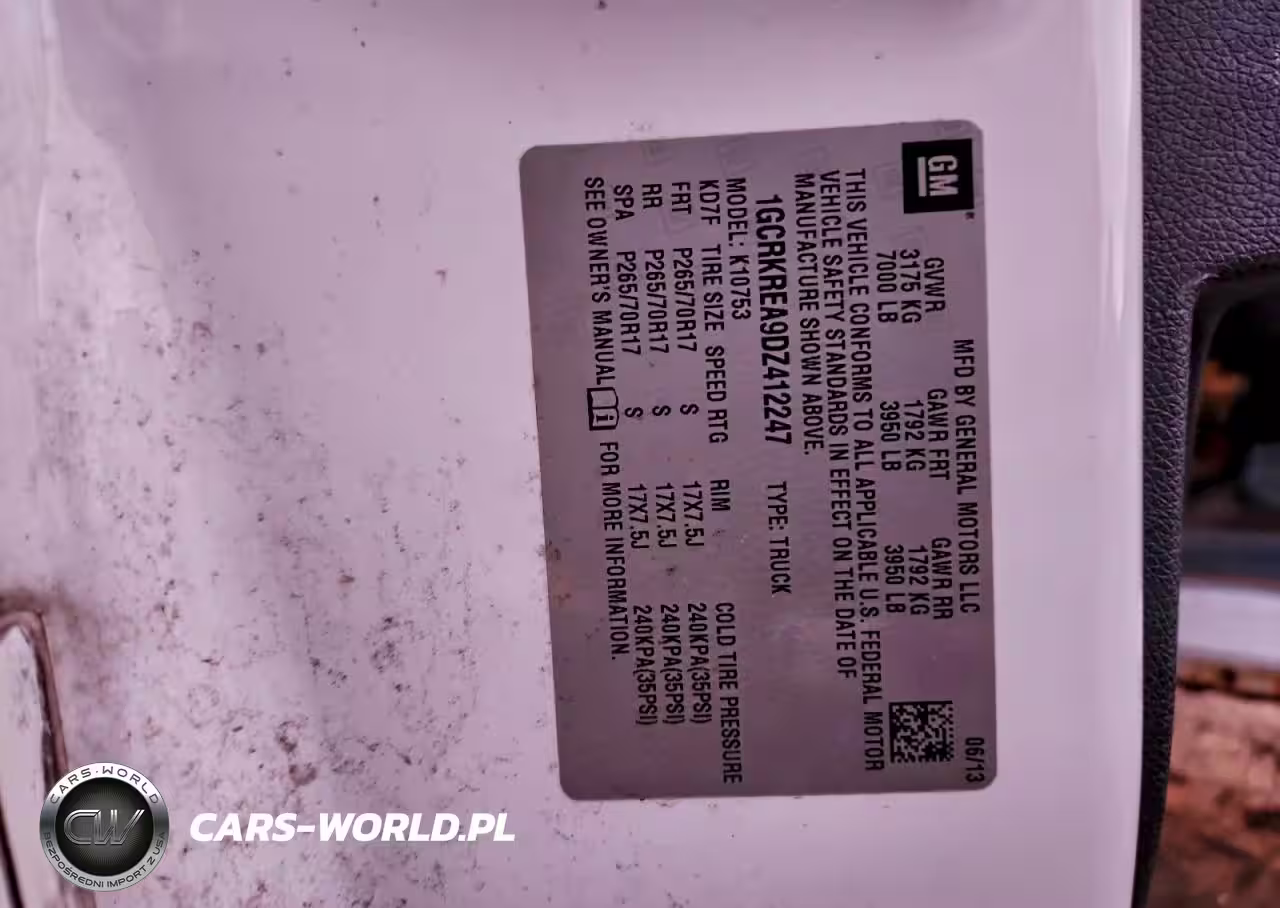 GM
MFD BY GENERAL MOTORS LLC 06/13
GVWR GAWR FRT GAWR RR
3175 KG 1792 KG 1792 KG
7000 LB 3950 LB 3950 LB
THIS VEHICLE CONFORMS TO ALL APPLICABLE U.S. FEDERAL MOTOR
VEHICLE SAFETY STANDARDS IN EFFECT ON THE DATE OF
MANUFACTURE SHOWN ABOVE.
1GCRKREA9DZ412247 TYPE: TRUCK
MODEL: K10753
KD7F TIRE SIZE SPEED RTG RIM COLD TIRE PRESSURE
FRT P265/70R17 S 17X7.5J 240KPA(35PSI)
RR P265/70R17 S 17X7.5J 240KPA(35PSI)
SPA P265/70R17 S 17X7.5J 240KPA(35PSI)
SEE OWNER'S MANUAL i FOR MORE INFORMATION.
CARS-WORLD
CW
BEZPOŚREDNI IMPORT Z USA
CARS-WORLD.PL